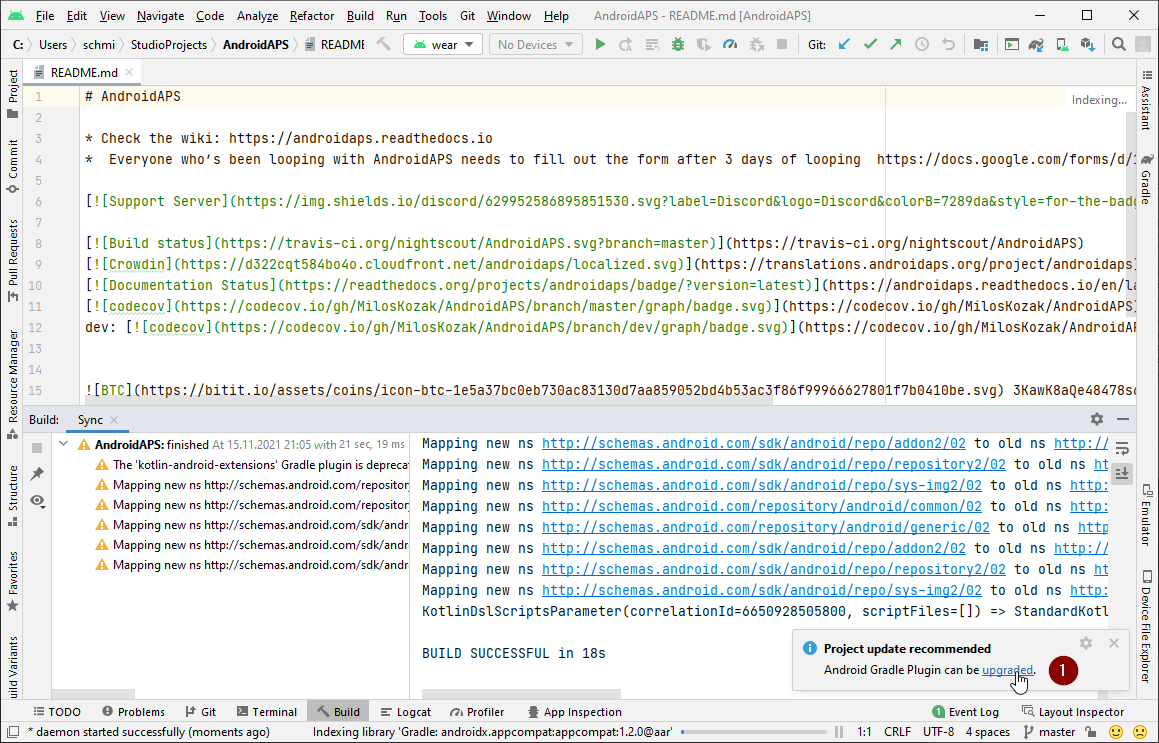 File Edit View Navigate Code Analyze Refactor Build Run Tools Git Window Help AndroidAPS - README.md [AndroidAPS]
C: Users schmi StudioProjects AndroidAPS README wear No Devices Git:
Project
Commit
Pull Requests
Resource Manager
Structure
Favorites
uild Variants
README.md
1 # AndroidAPS
Indexing...
2
3 * Check the wiki: https://androidaps.readthedocs.io
4 *  Everyone who's been looping with AndroidAPS needs to fill out the form after 3 days of looping  https://docs.google.com/forms/d/1
5
6 [![Support Server](https://img.shields.io/discord/629952586895851530.svg?label=Discord&logo=Discord&colorB=7289da&style=for-the-badg
7
8 [![Build status](https://travis-ci.org/nightscout/AndroidAPS.svg?branch=master)](https://travis-ci.org/nightscout/AndroidAPS)
9 [![Crowdin](https://d322cqt584bo4o.cloudfront.net/androidaps/localized.svg)](https://translations.androidaps.org/project/androidaps)
10 [![Documentation Status](https://readthedocs.org/projects/androidaps/badge/?version=latest)](https://androidaps.readthedocs.io/en/la
11 [![codecov](https://codecov.io/gh/MilosKozak/AndroidAPS/branch/master/graph/badge.svg)](https://codecov.io/gh/MilosKozak/AndroidAPS)
12 dev: [![codecov](https://codecov.io/gh/MilosKozak/AndroidAPS/branch/dev/graph/badge.svg)](https://codecov.io/gh/MilosKozak/AndroidAP
13
14
15 ![BTC](https://bitit.io/assets/coins/icon-btc-1e5a37bc0eb730ac83130d7aa859052bd4b53ac3f86f99966627801f7b0410be.svg) 3KawK8aQe48478s
Assistant
Gradle
Emulator
Device File Explorer
Build: Sync
AndroidAPS: finished At 15.11.2021 21:05 with 21 sec, 19 ms
The 'kotlin-android-extensions' Gradle plugin is depreca
Mapping new ns http://schemas.android.com/repository
Mapping new ns http://schemas.android.com/repository
Mapping new ns http://schemas.android.com/sdk/andr
Mapping new ns http://schemas.android.com/sdk/andr
Mapping new ns http://schemas.android.com/sdk/andr
Mapping new ns http://schemas.android.com/sdk/android/repo/addon2/02 to old ns http://
Mapping new ns http://schemas.android.com/sdk/android/repo/repository2/02 to old ns ht
Mapping new ns http://schemas.android.com/sdk/android/repo/sys-img2/02 to old ns http:
Mapping new ns http://schemas.android.com/repository/android/common/02 to old ns http:
Mapping new ns http://schemas.android.com/repository/android/generic/02 to old ns http
Mapping new ns http://schemas.android.com/sdk/android/repo/addon2/02 to old ns http://
Mapping new ns http://schemas.android.com/sdk/android/repo/repository2/02 to old ns ht
Mapping new ns http://schemas.android.com/sdk/android/repo/sys-img2/02 to old ns http:
KotlinDslScriptsParameter(correlationId=6650928505800, scriptFiles=[]) => StandardKotl
BUILD SUCCESSFUL in 18s
Project update recommended
Android Gradle Plugin can be upgraded.
1
TODO Problems Git Terminal Build Logcat Profiler App Inspection 1 Event Log Layout Inspector
* daemon started successfully (moments ago) Indexing library 'Gradle: androidx.appcompat:appcompat:1.2.0@aar' 1:1 CRLF UTF-8 4 spaces master